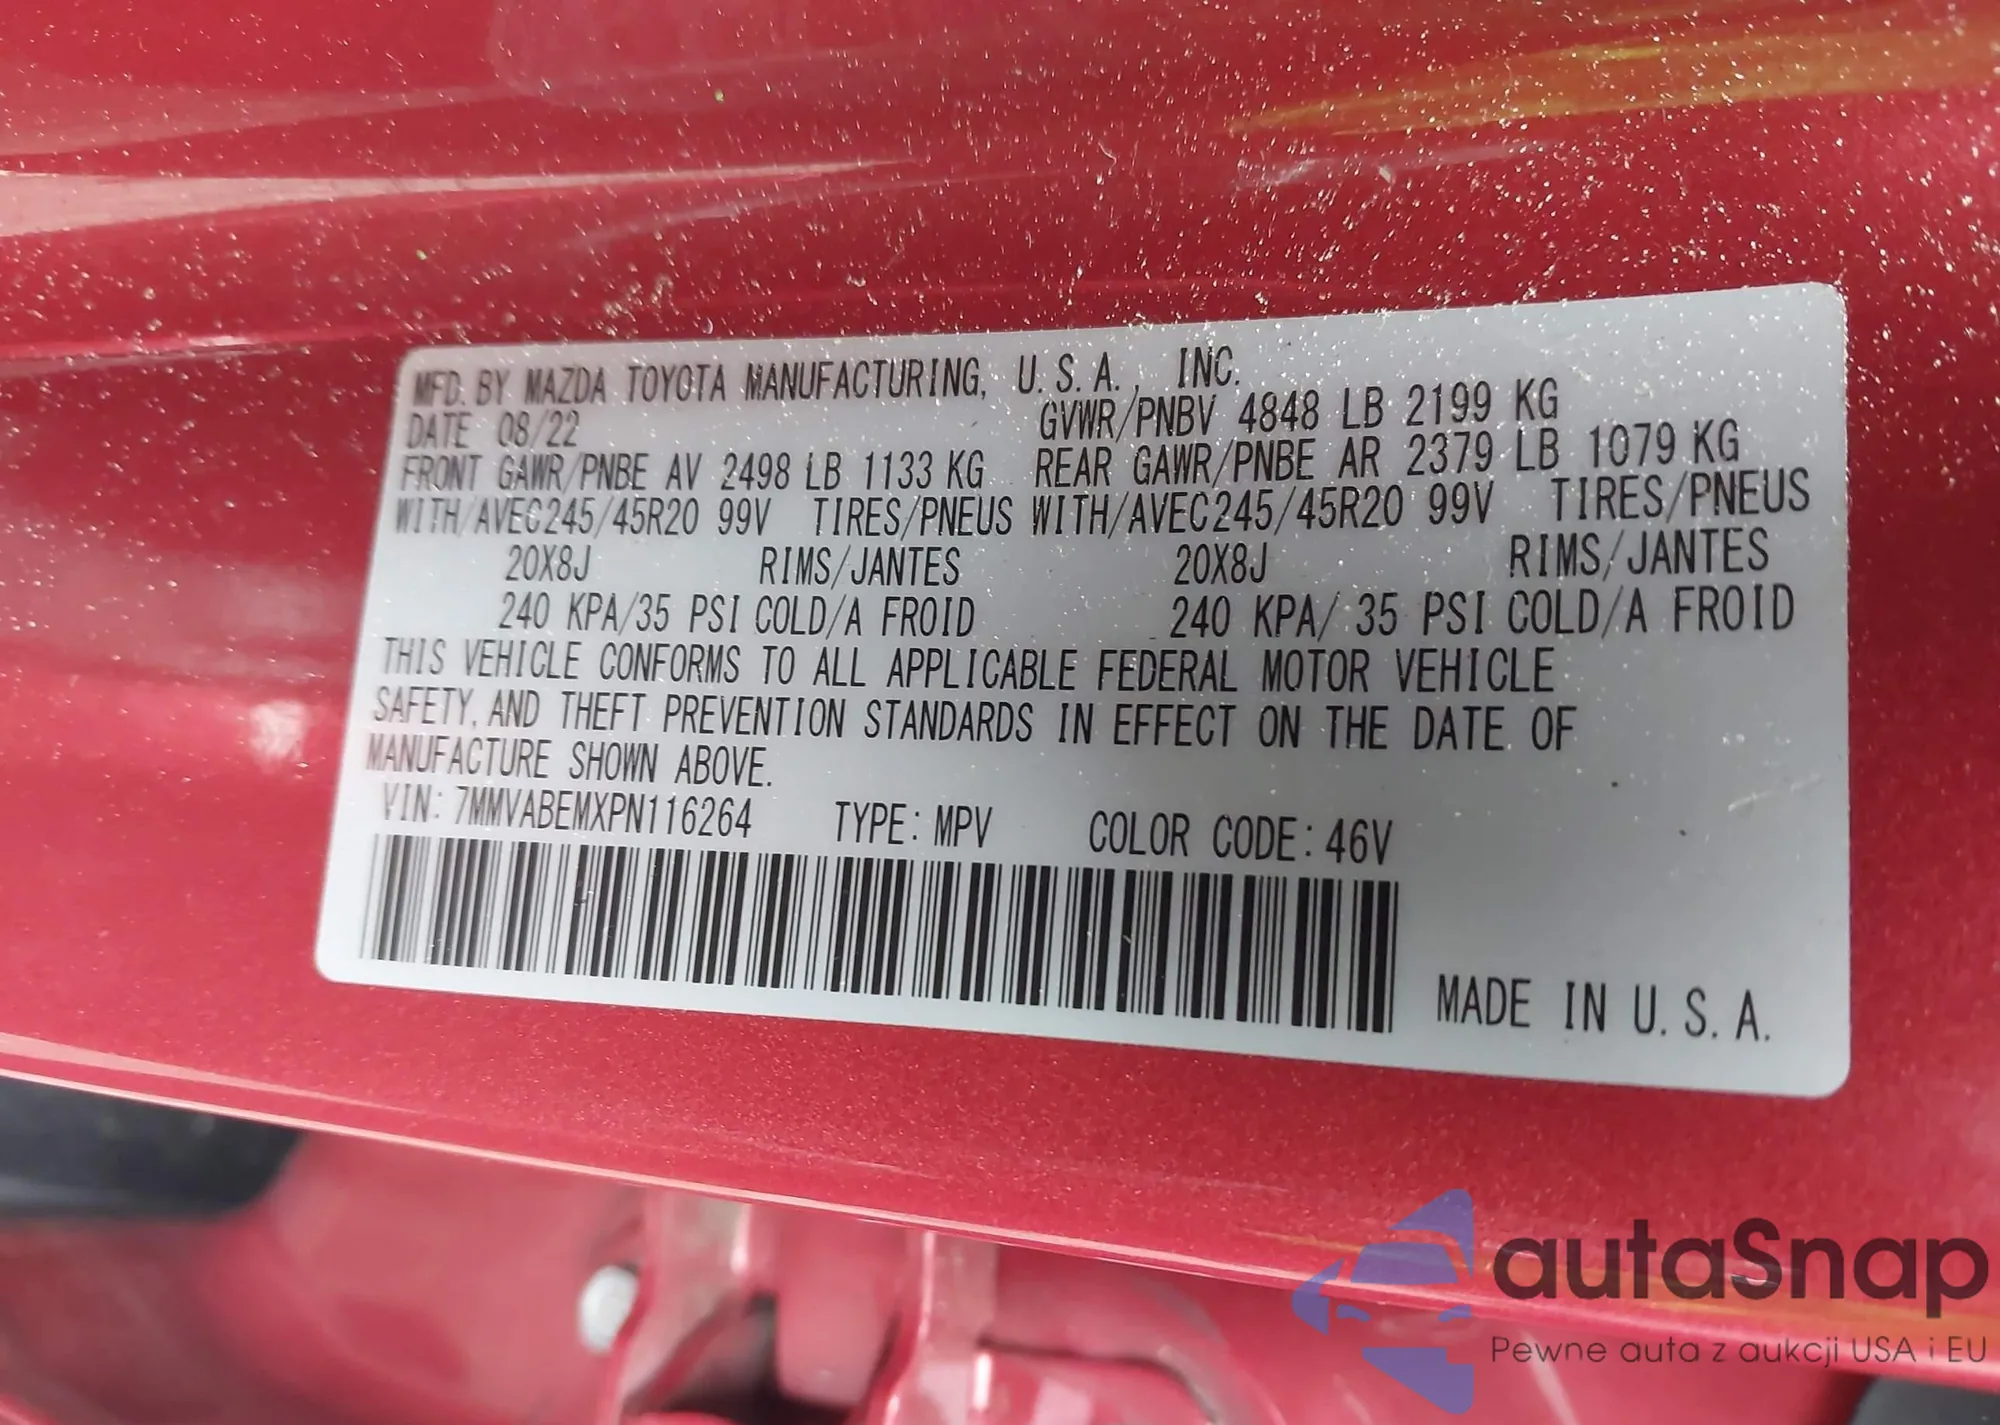 MFD. BY MAZDA TOYOTA MANUFACTURING, U.S.A., INC.
DATE 08/22 GVWR/PNBV 4848 LB 2199 KG
FRONT GAWR/PNBE AV 2498 LB 1133 KG REAR GAWR/PNBE AR 2379 LB 1079 KG
WITH/AVEC245/45R20 99V TIRES/PNEUS WITH/AVEC245/45R20 99V TIRES/PNEUS
20X8J RIMS/JANTES 20X8J RIMS/JANTES
240 KPA/35 PSI COLD/A FROID 240 KPA/ 35 PSI COLD/A FROID
THIS VEHICLE CONFORMS TO ALL APPLICABLE FEDERAL MOTOR VEHICLE
SAFETY, AND THEFT PREVENTION STANDARDS IN EFFECT ON THE DATE OF
MANUFACTURE SHOWN ABOVE.
VIN: 7MMVABEMXPN116264 TYPE: MPV COLOR CODE: 46V
MADE IN U.S.A.
autaSnap
Pewne auta z aukcji USA i EU